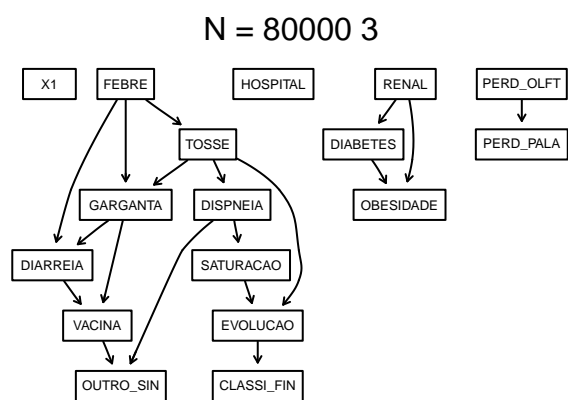 N = 80000 3
X1 FEBRE HOSPITAL RENAL PERD_OLFT
TOSSE DIABETES PERD_PALA
GARGANTA DISPNEIA OBESIDADE
DIARREIA SATURACAO
VACINA EVOLUCAO
OUTRO_SIN CLASSI_FIN